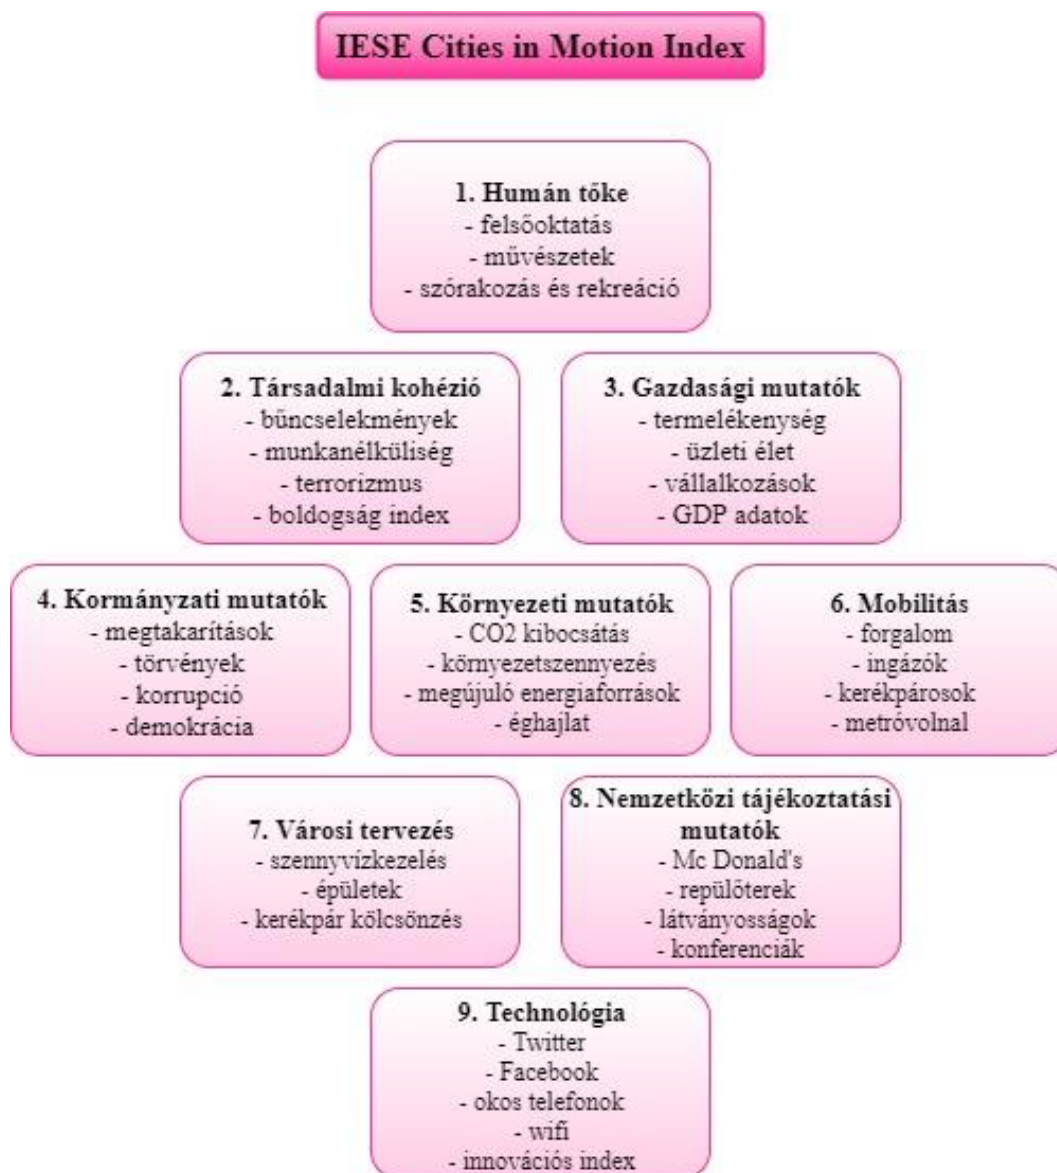 IESE Cities in Motion Index
1. Humán tőke
- felsőoktatás
- művészetek
- szórakozás és rekreáció
2. Társadalmi kohézió
- bűncselekmények
- munkanélküliség
- terrorizmus
- boldogság index
3. Gazdasági mutatók
- termelékenység
- üzleti élet
- vállalkozások
- GDP adatok
4. Kormányzati mutatók
- megtakarítások
- törvények
- korrupció
- demokrácia
5. Környezeti mutatók
- CO2 kibocsátás
- környezetszennyezés
- megújuló energiaforrások
- éghajlat
6. Mobilitás
- forgalom
- ingázók
- kerékpárosok
- metróvolnal
7. Városi tervezés
- szennyvízkezelés
- épületek
- kerékpár kölcsönzés
8. Nemzetközi tájékoztatási
mutatók
- Mc Donald's
- repülőterek
- látványosságok
- konferenciák
9. Technológia
- Twitter
- Facebook
- okos telefonok
- wifi
- innovációs index